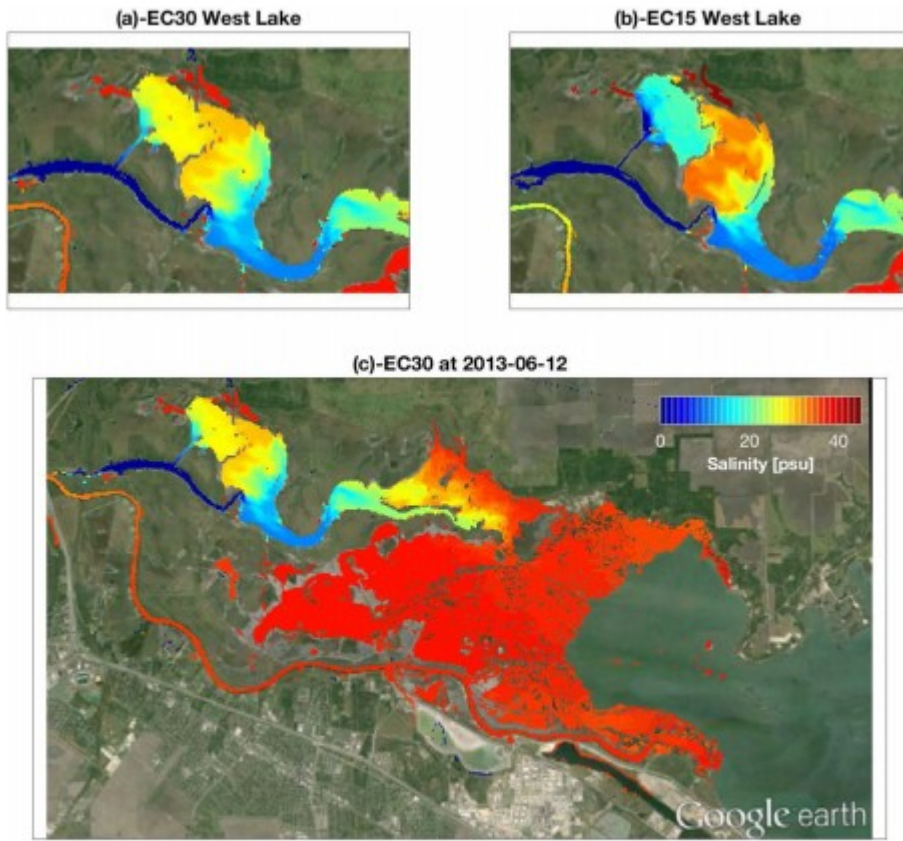 (a)-EC30 West Lake
(b)-EC15 West Lake
(c)-EC30 at 2013-06-12
0 20 40
Salinity [psu]
Google earth